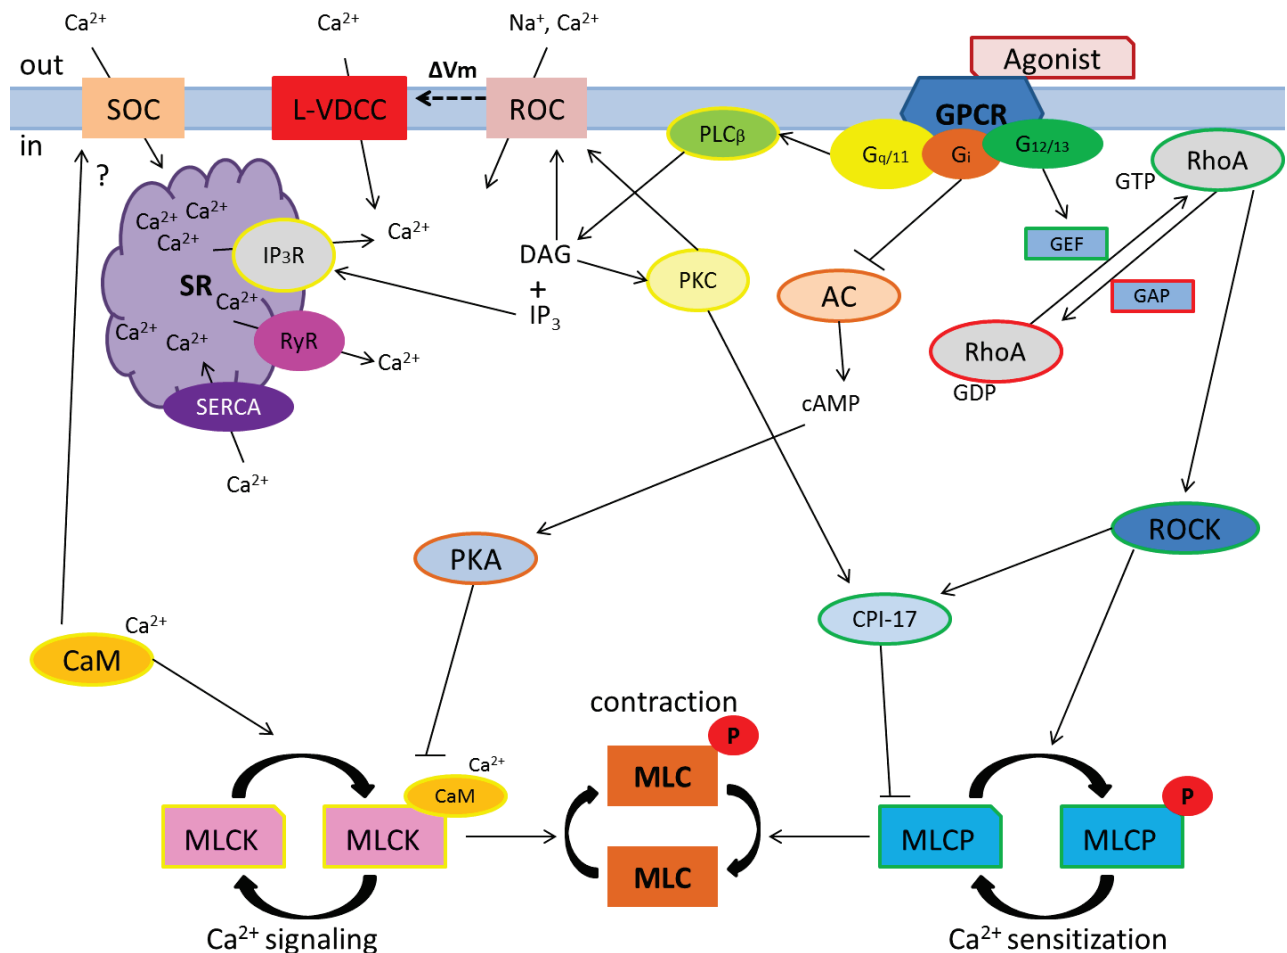 Ca²⁺
Ca²⁺
Na⁺, Ca²⁺
out
ΔVm
Agonist
SOC
L-VDCC
ROC
GPCR
in
PLCβ
Gq/11
Gi
G12/13
RhoA
GTP
?
Ca²⁺
Ca²⁺
Ca²⁺
IP₃R
Ca²⁺
SR
Ca²⁺
DAG
+
IP₃
PKC
AC
GEF
GAP
Ca²⁺
Ca²⁺
RyR
Ca²⁺
RhoA
GDP
SERCA
cAMP
Ca²⁺
PKA
ROCK
CPI-17
Ca²⁺
CaM
contraction
P
MLC
Ca²⁺
CaM
MLCK
MLCK
MLC
MLCP
MLCP
P
Ca²⁺ signaling
Ca²⁺ sensitization